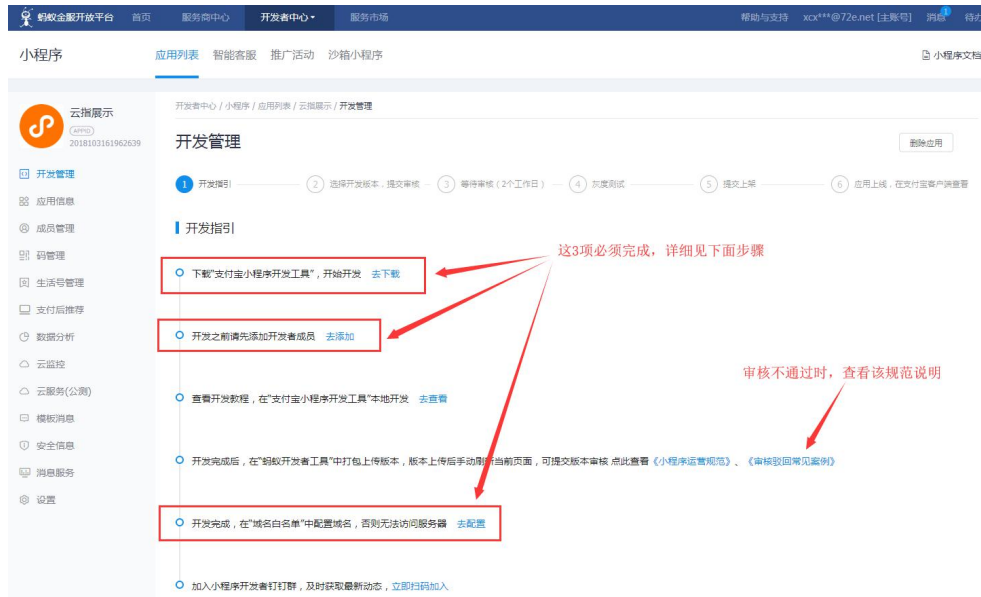 蚂蚁金服开放平台 首页 服务商中心 开发者中心 服务市场 帮助与支持 xcx***@72e.net [主账号] 消息 1 待办
小程序 应用列表 智能客服 推广活动 沙箱小程序 小程序文档
云指展示
APPID
2018103161962639
开发管理
应用信息
成员管理
码管理
生活号管理
支付后推荐
数据分析
云监控
云服务(公测)
模板消息
安全信息
消息服务
设置
开发者中心 / 小程序 / 应用列表 / 云指展示 / 开发管理
开发管理 删除应用
1 开发指引 2 选择开发版本，提交审核 3 等待审核 ( 2个工作日 ) 4 灰度测试 5 提交上架 6 应用上线，在支付宝客户端查看
开发指引
这3项必须完成，详细见下面步骤
下载"支付宝小程序开发工具"，开始开发 去下载
开发之前请先添加开发者成员 去添加
审核不通过时，查看该规范说明
查看开发教程，在"支付宝小程序开发工具"本地开发 去查看
开发完成后，在"蚂蚁开发者工具"中打包上传版本，版本上传后手动刷新当前页面，可提交版本审核 点此查看《小程序运营规范》、《审核驳回常见案例》
开发完成，在"域名白名单"中配置域名，否则无法访问服务器 去配置
加入小程序开发者钉钉群，及时获取最新动态，立即扫码加入